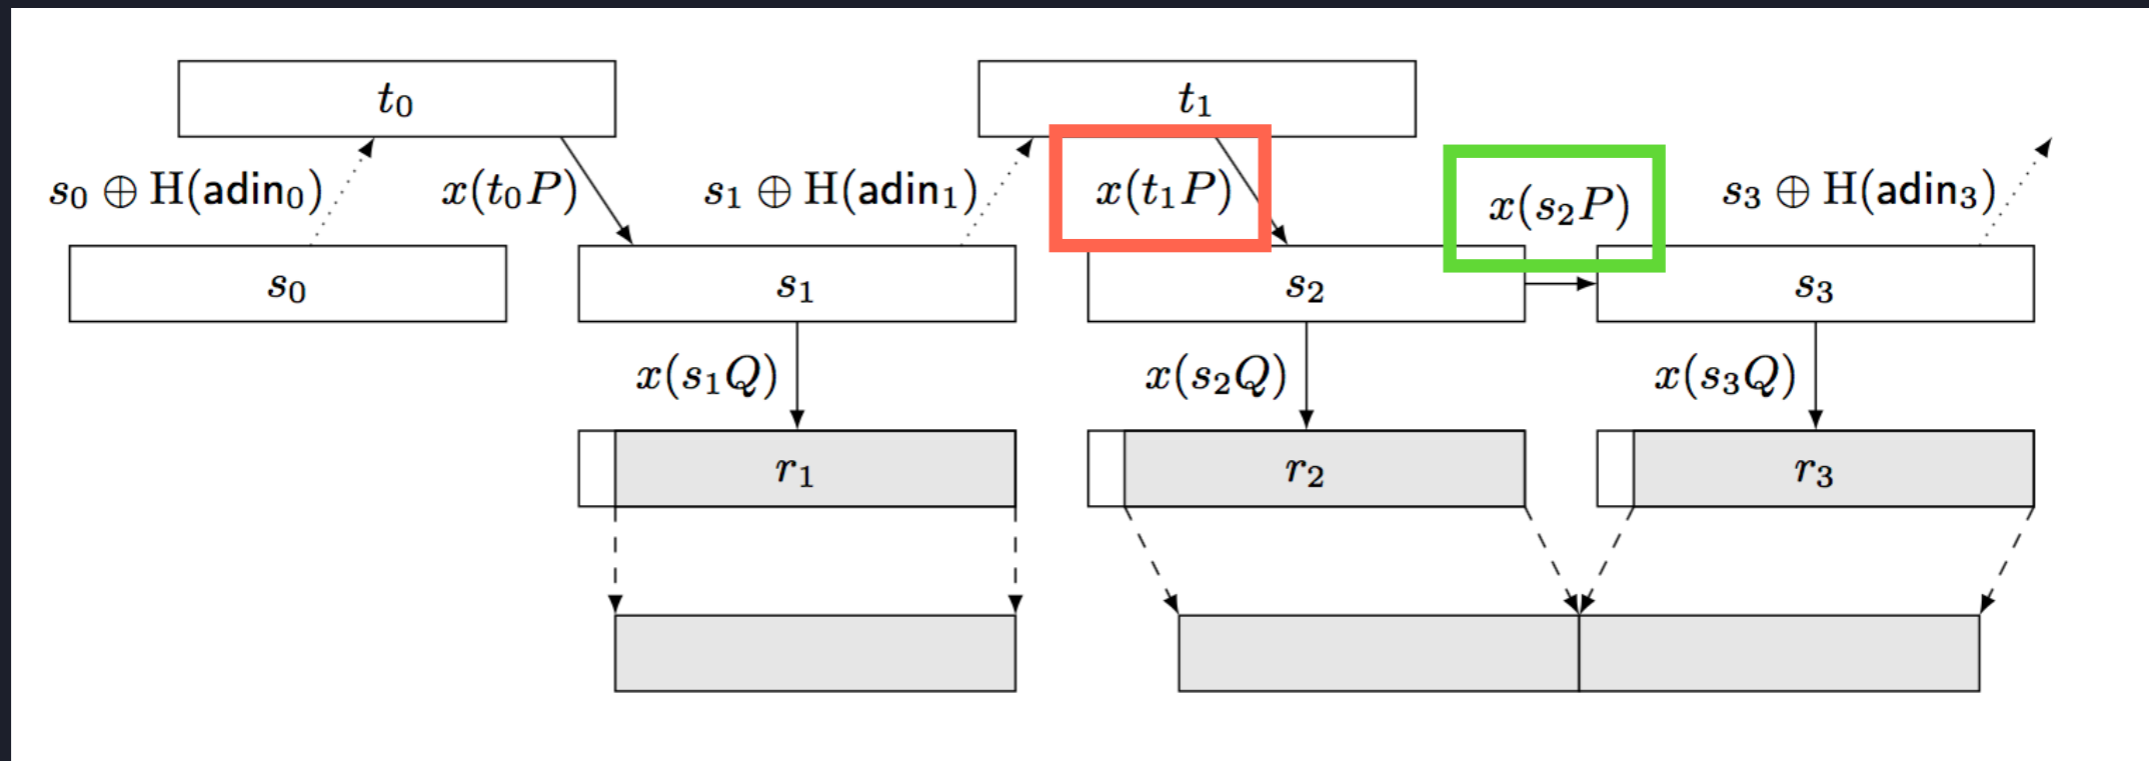 t₀ t₁
s₀ ⊕ H(adin₀) x(t₀P) s₁ ⊕ H(adin₁) x(t₁P) x(s₂P) s₃ ⊕ H(adin₃)
s₀ s₁ s₂ s₃
x(s₁Q) x(s₂Q) x(s₃Q)
r₁ r₂ r₃